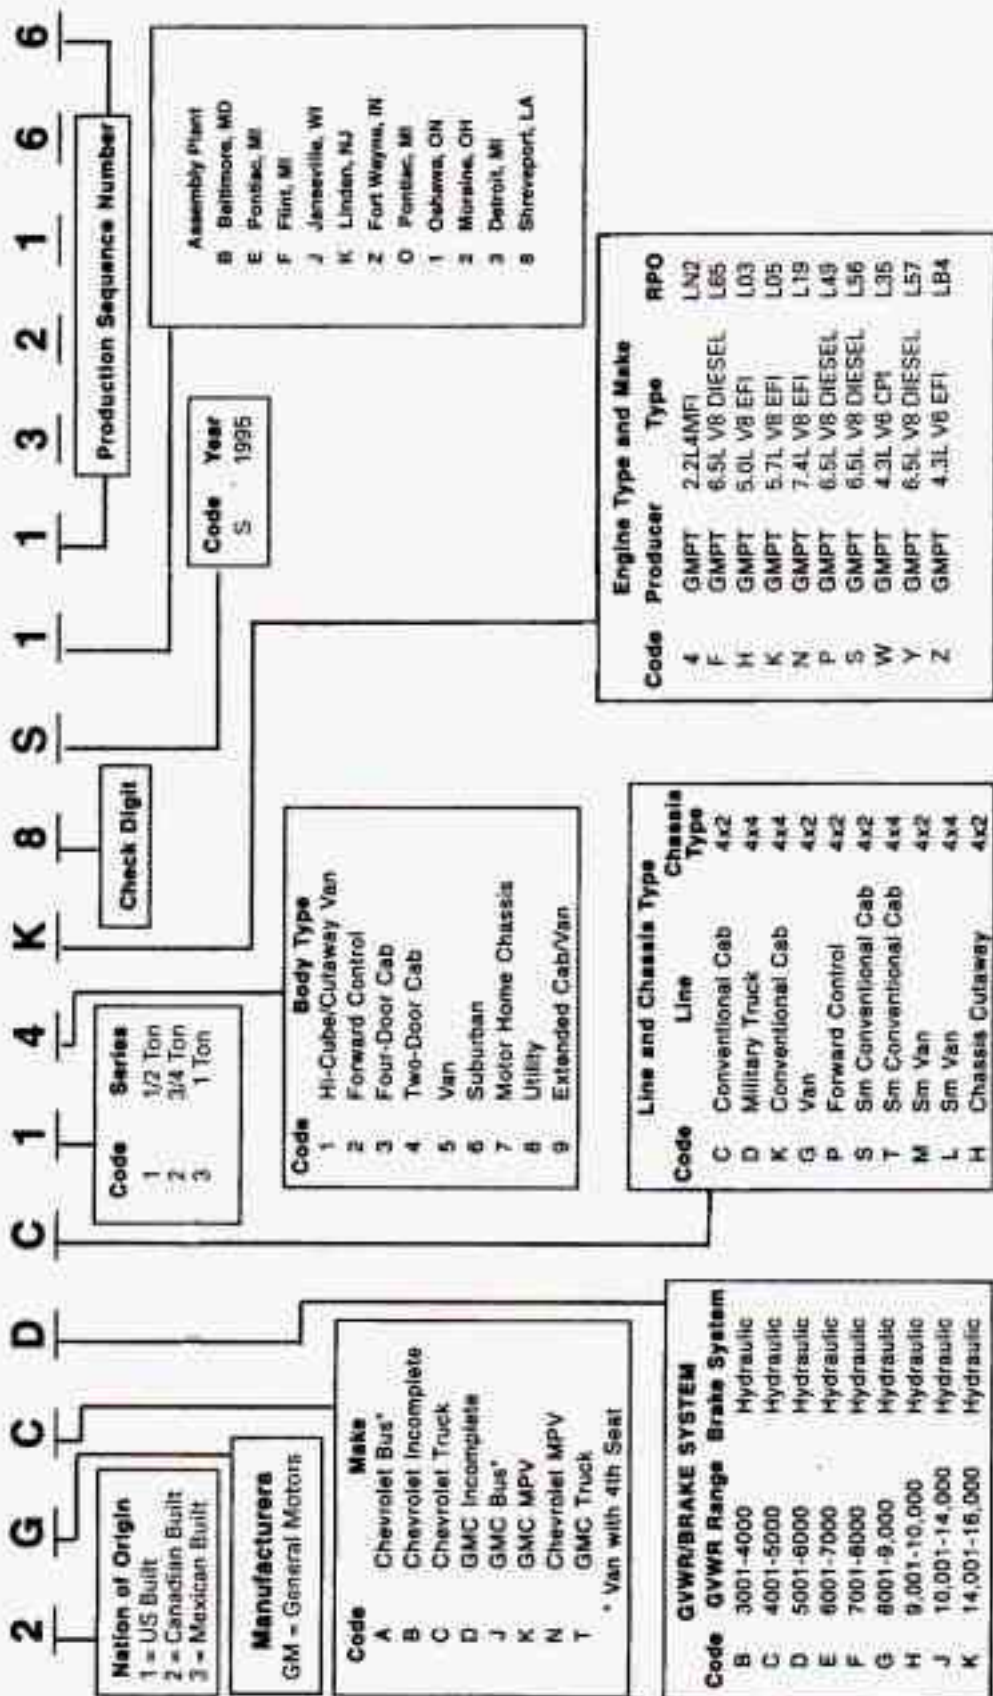 2 G C D C 1 4 K 8 S 1 1 3 2 1 6 6
Nation of Origin
1 = US Built
2 = Canadian Built
3 = Mexican Built
Manufacturers
GM = General Motors
Code Make
A Chevrolet Bus*
B Chevrolet Incomplete
C Chevrolet Truck
D GMC Incomplete
J GMC Bus*
K GMC MPV
N Chevrolet MPV
T GMC Truck
* Van with 4th Seat
GVWR/BRAKE SYSTEM
Code GVWR Range Brake System
B 3001-4000 Hydraulic
C 4001-5000 Hydraulic
D 5001-6000 Hydraulic
E 6001-7000 Hydraulic
F 7001-8000 Hydraulic
G 8001-9,000 Hydraulic
H 9,001-10,000 Hydraulic
J 10,001-14,000 Hydraulic
K 14,001-16,000 Hydraulic
Code Series
1 1/2 Ton
2 3/4 Ton
3 1 Ton
Code Body Type
1 Hi-Cube/Cutaway Van
2 Forward Control
3 Four-Door Cab
4 Two-Door Cab
5 Van
6 Suburban
7 Motor Home Chassis
8 Utility
9 Extended Cab/Van
Line and Chassis Type
Code Line Chassis Type
C Conventional Cab 4x2
D Military Truck 4x4
K Conventional Cab 4x4
G Van 4x2
P Forward Control 4x2
S Sm Conventional Cab 4x2
T Sm Conventional Cab 4x4
M Sm Van 4x2
L Sm Van 4x4
H Chassis Cutaway 4x2
Check Digit
Code Year
S 1995
Production Sequence Number
Assembly Plant
B Baltimore, MD
E Pontiac, MI
F Flint, MI
J Janesville, WI
K Linden, NJ
Z Fort Wayne, IN
O Pontiac, MI
1 Oshawa, ON
2 Moraine, OH
3 Detroit, MI
8 Shreveport, LA
Engine Type and Make
Code Producer Type RPO
4 GMPT 2.2L4MFI LN2
F GMPT 6.5L V8 DIESEL L65
H GMPT 5.0L V8 EFI L03
K GMPT 5.7L V8 EFI L05
N GMPT 7.4L V8 EFI L19
P GMPT 6.5L V8 DIESEL L49
S GMPT 6.5L V8 DIESEL L56
W GMPT 4.3L V6 CPI L35
Y GMPT 6.5L V8 DIESEL L57
Z GMPT 4.3L V6 EFI LB4